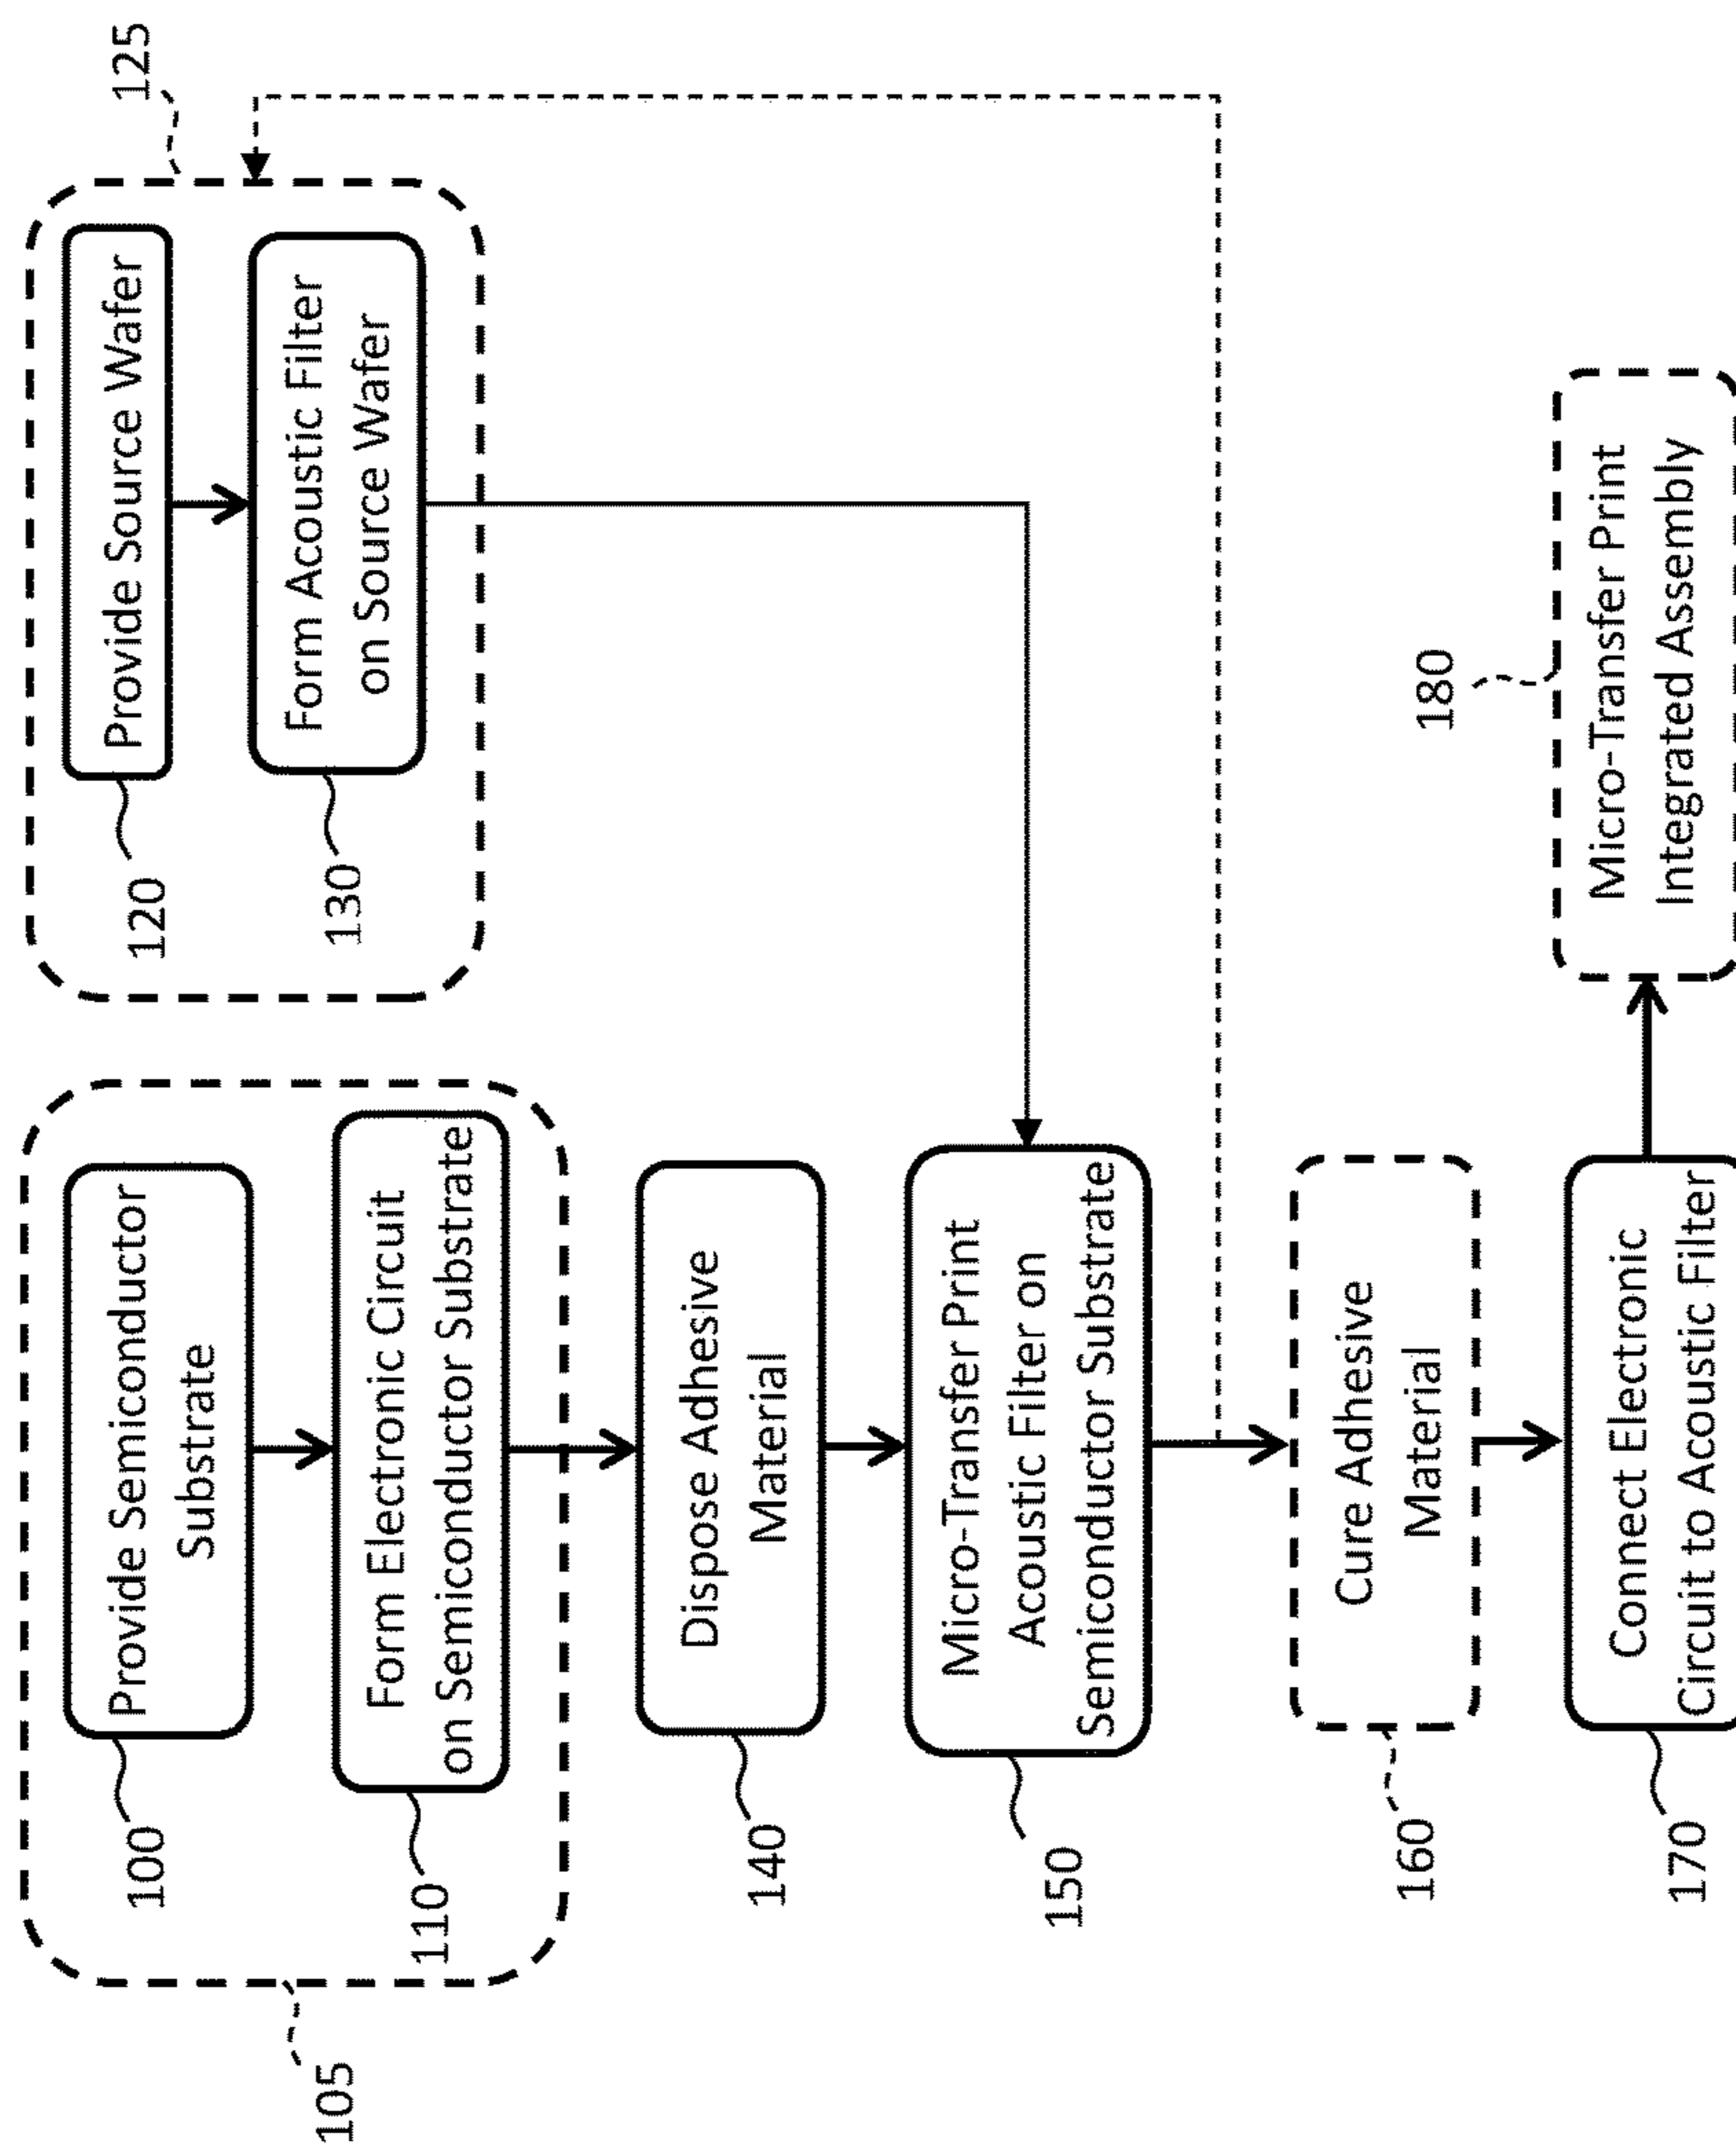 105
100
Provide Semiconductor
Substrate
110
Form Electronic Circuit
on Semiconductor Substrate
125
120
Provide Source Wafer
130
Form Acoustic Filter
on Source Wafer
140
Dispose Adhesive
Material
150
Micro-Transfer Print
Acoustic Filter on
Semiconductor Substrate
160
Cure Adhesive
Material
170
Connect Electronic
Circuit to Acoustic Filter
180
Micro-Transfer Print
Integrated Assembly